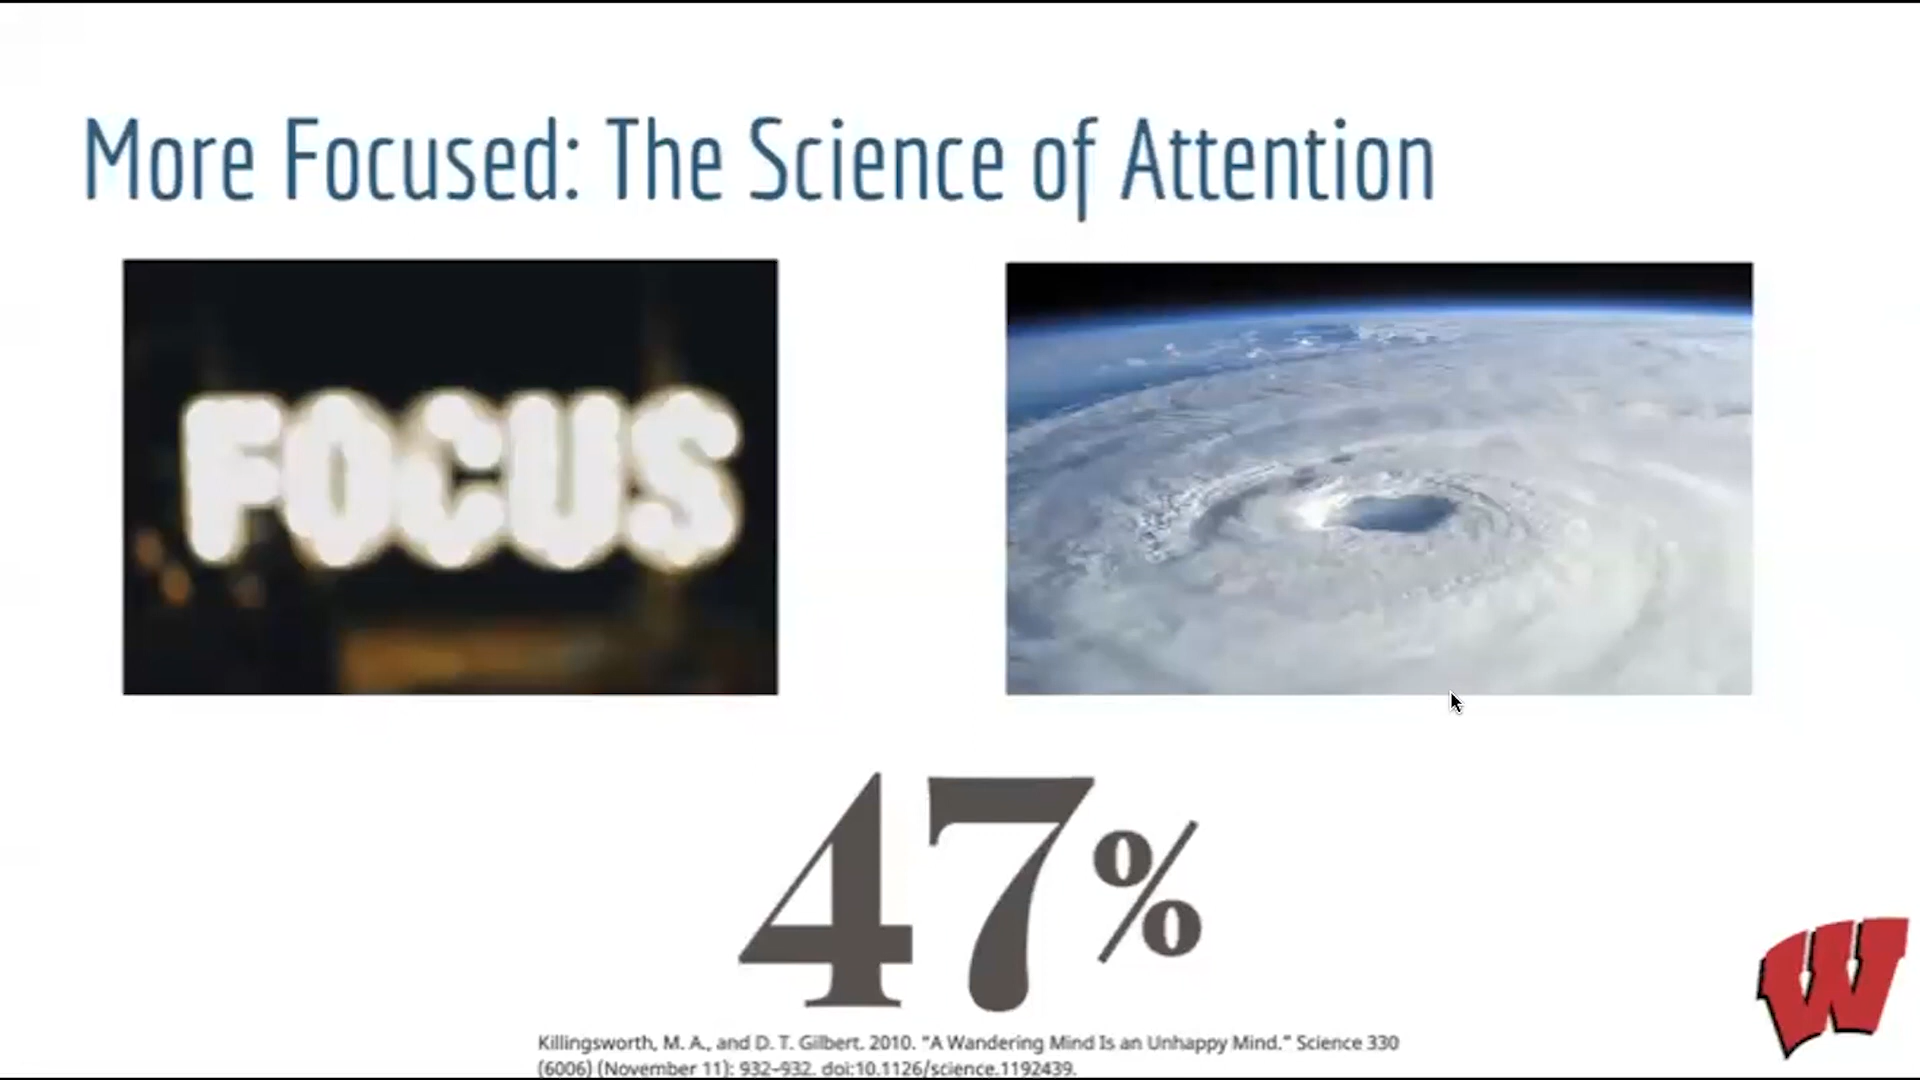 More Focused: The Science of Attention
FOCUS
47%
Killingsworth, M. A., and D. T. Gilbert. 2010. "A Wandering Mind Is an Unhappy Mind." Science 330
(6006) (November 11): 932–932. doi:10.1126/science.1192439.
W